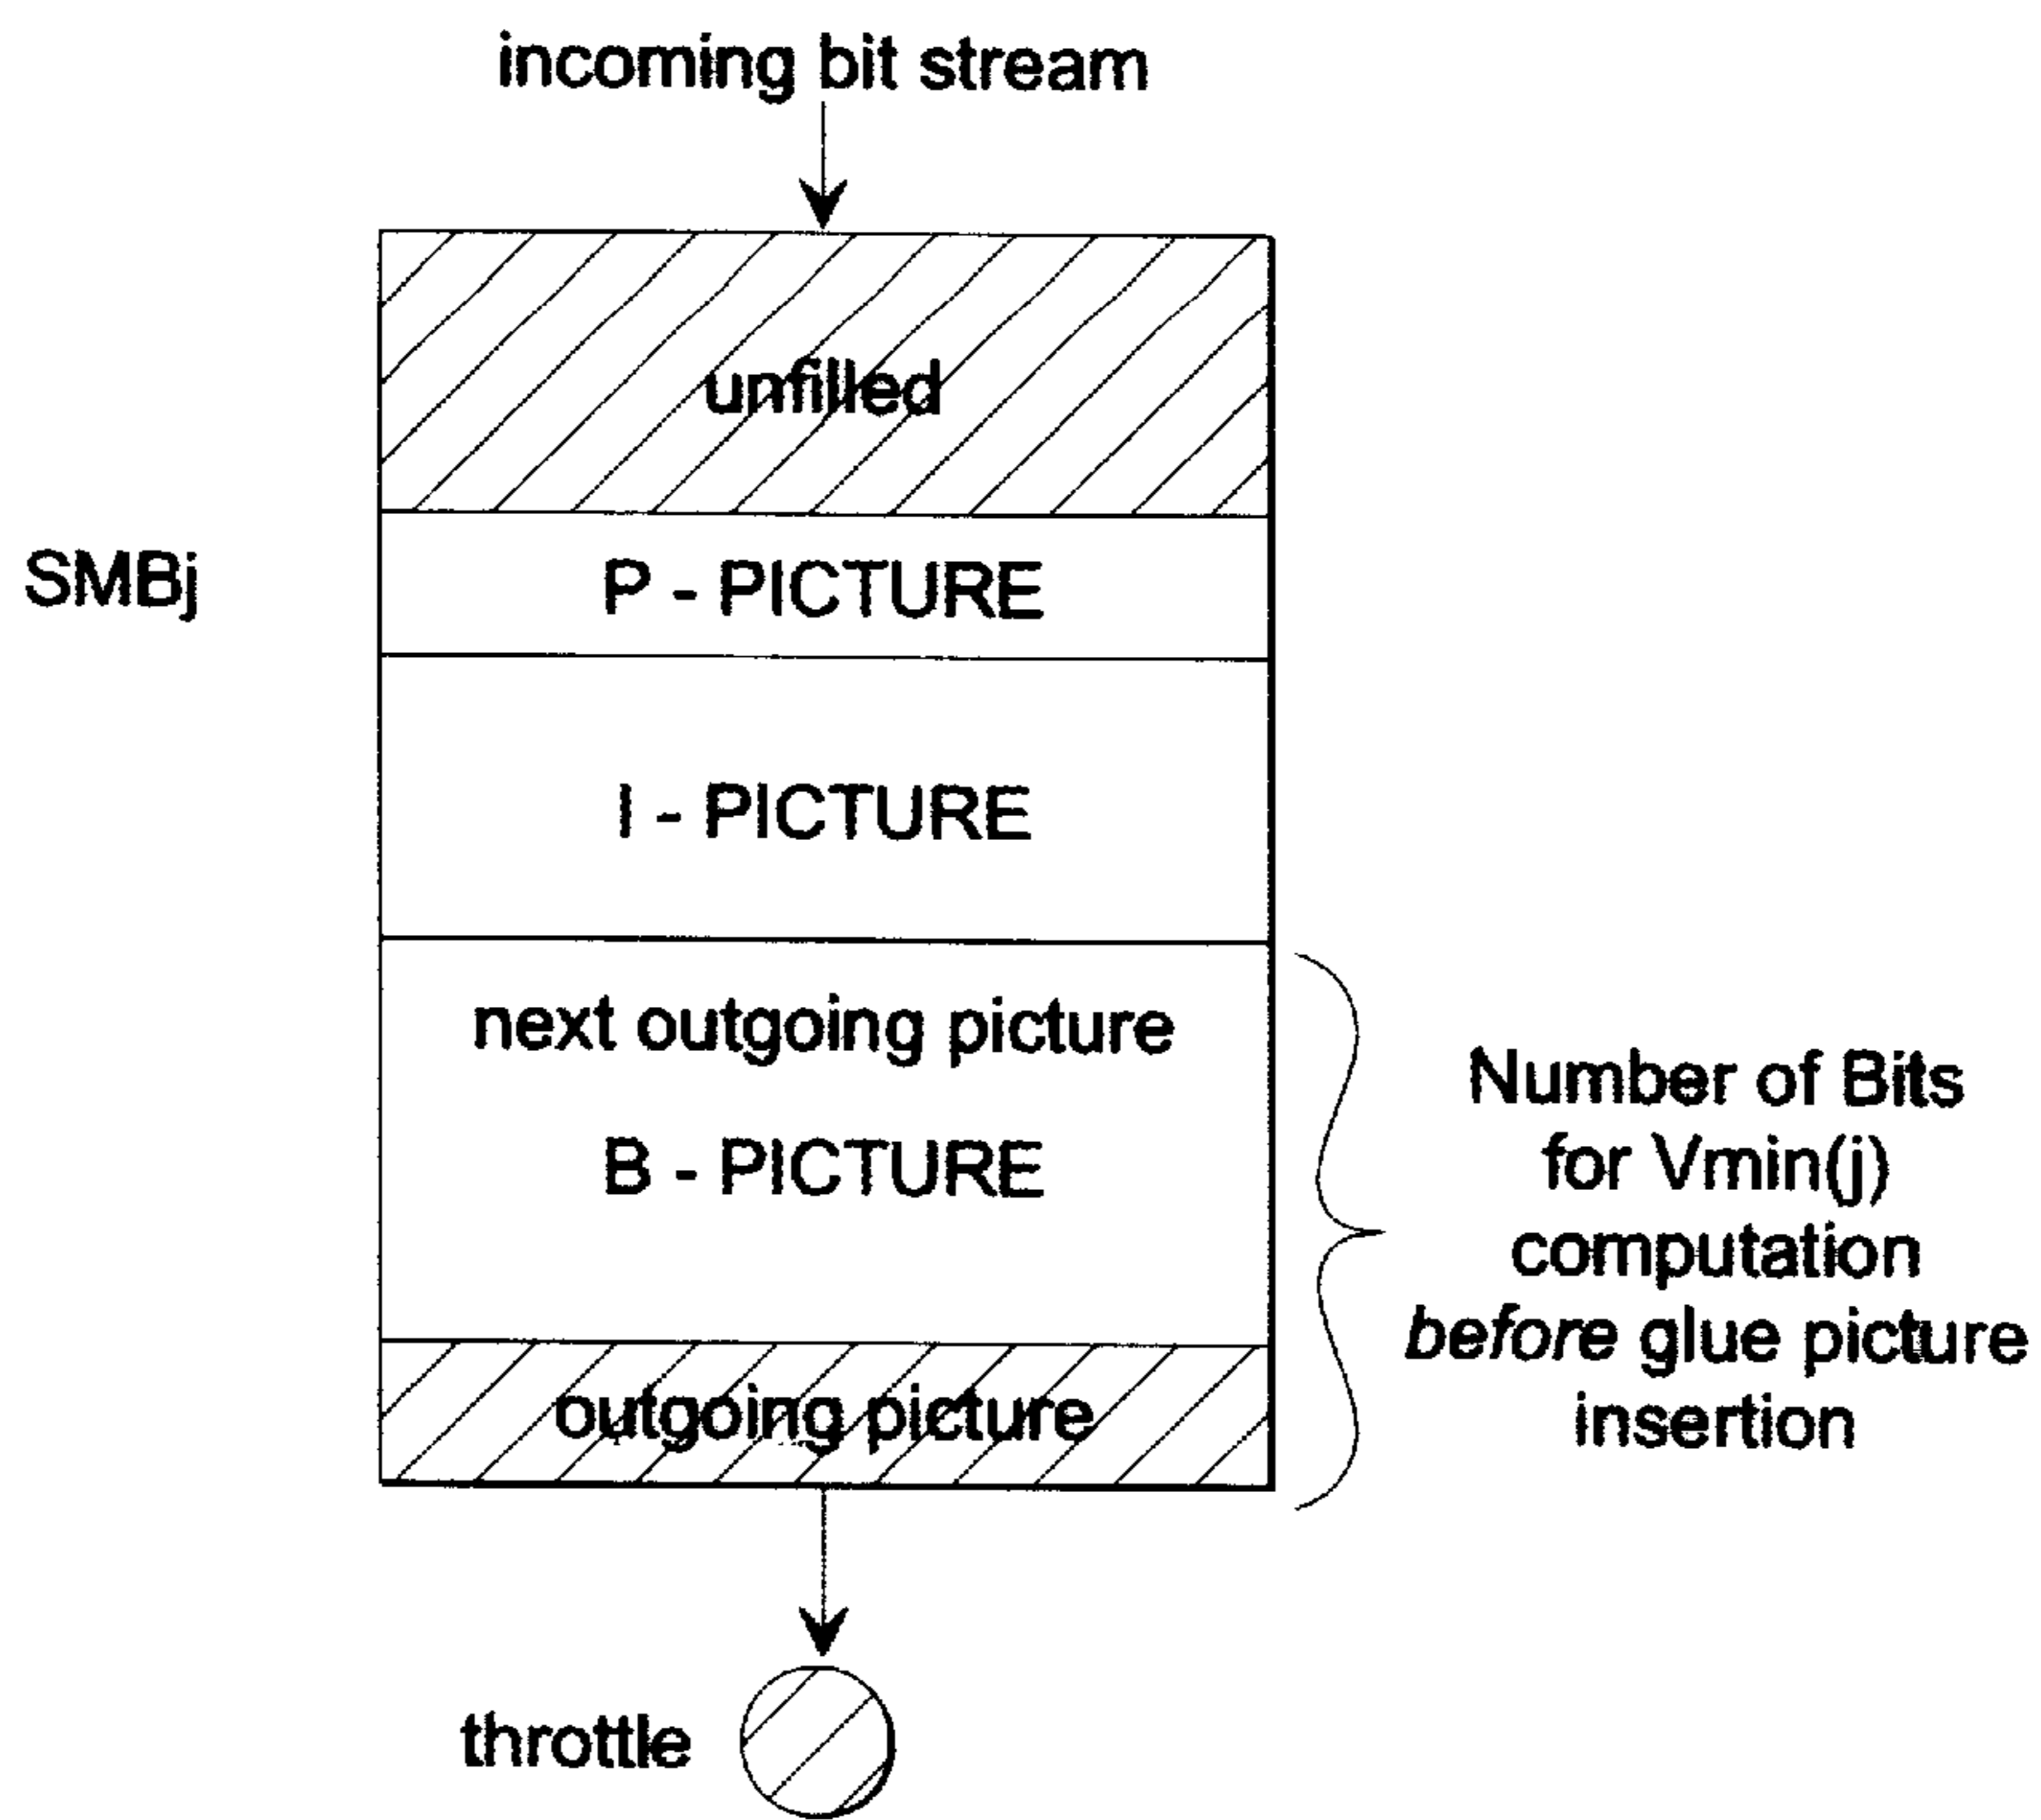 incoming bit stream
unfilled
SMBj
P - PICTURE
I - PICTURE
next outgoing picture
B - PICTURE
Number of Bits
for Vmin(j)
computation
before glue picture
insertion
outgoing picture
throttle